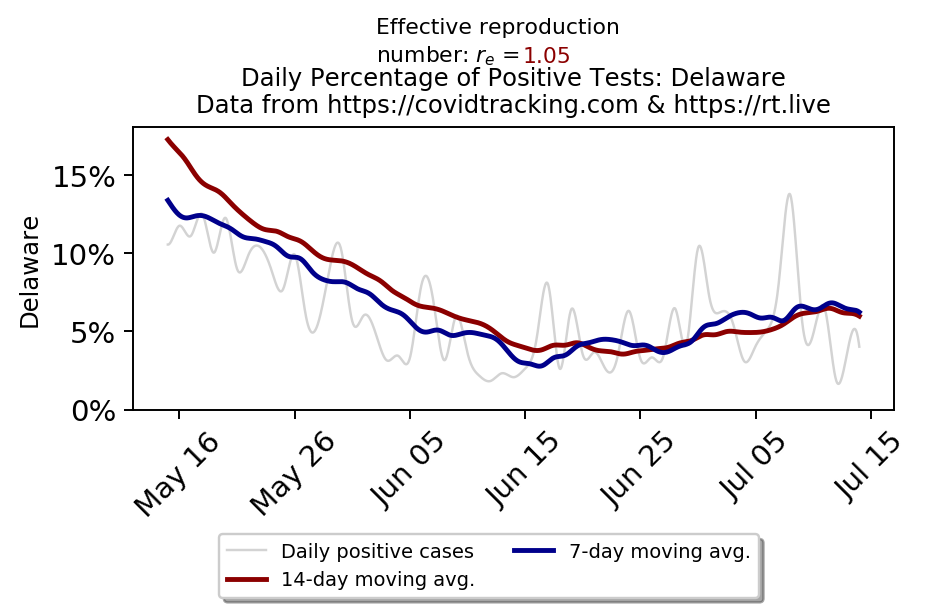 Effective reproduction
number: rₑ =1.05
Daily Percentage of Positive Tests: Delaware
Data from https://covidtracking.com & https://rt.live
Delaware
15%
10%
5%
0%
May 16
May 26
Jun 05
Jun 15
Jun 25
Jul 05
Jul 15
Daily positive cases
14-day moving avg.
7-day moving avg.